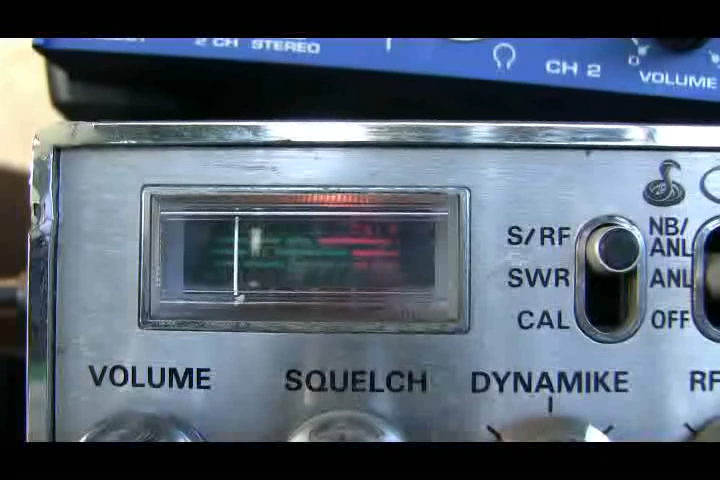 2 CH STEREO
CH 2
VOLUME
S/RF
NB/
ANL
SWR
ANL
CAL
OFF
VOLUME
SQUELCH
DYNAMIKE
RF